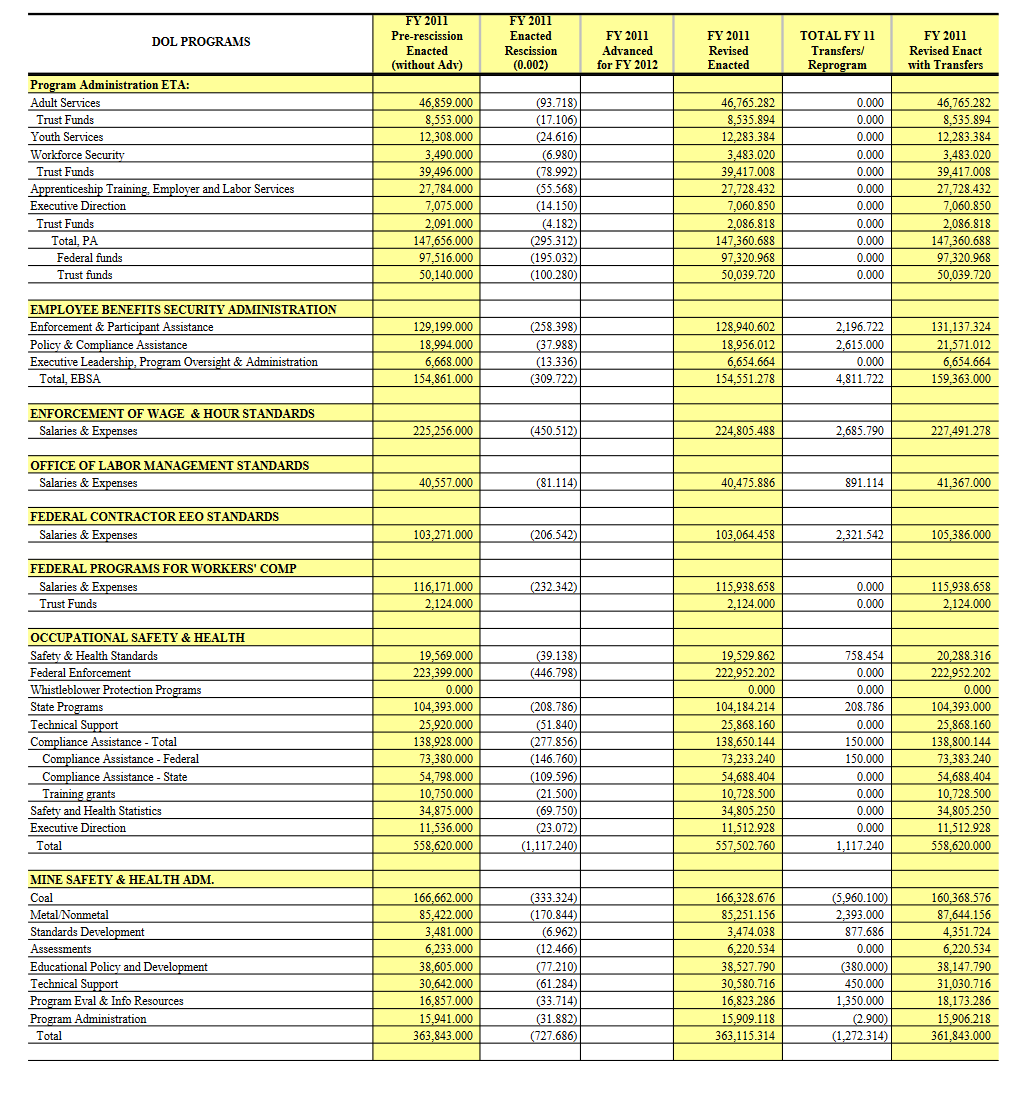 DOL PROGRAMS FY 2011 Pre-rescission Enacted (without Adv) FY 2011 Enacted Rescission (0.002) FY 2011 Advanced for FY 2012 FY 2011 Revised Enacted TOTAL FY 11 Transfers/ Reprogram FY 2011 Revised Enact with Transfers
Program Administration ETA:
Adult Services 46,859.000 (93.718) 46,765.282 0.000 46,765.282
Trust Funds 8,553.000 (17.106) 8,535.894 0.000 8,535.894
Youth Services 12,308.000 (24.616) 12,283.384 0.000 12,283.384
Workforce Security 3,490.000 (6.980) 3,483.020 0.000 3,483.020
Trust Funds 39,496.000 (78.992) 39,417.008 0.000 39,417.008
Apprenticeship Training, Employer and Labor Services 27,784.000 (55.568) 27,728.432 0.000 27,728.432
Executive Direction 7,075.000 (14.150) 7,060.850 0.000 7,060.850
Trust Funds 2,091.000 (4.182) 2,086.818 0.000 2,086.818
Total, PA 147,656.000 (295.312) 147,360.688 0.000 147,360.688
Federal funds 97,516.000 (195.032) 97,320.968 0.000 97,320.968
Trust funds 50,140.000 (100.280) 50,039.720 0.000 50,039.720
EMPLOYEE BENEFITS SECURITY ADMINISTRATION
Enforcement & Participant Assistance 129,199.000 (258.398) 128,940.602 2,196.722 131,137.324
Policy & Compliance Assistance 18,994.000 (37.988) 18,956.012 2,615.000 21,571.012
Executive Leadership, Program Oversight & Administration 6,668.000 (13.336) 6,654.664 0.000 6,654.664
Total, EBSA 154,861.000 (309.722) 154,551.278 4,811.722 159,363.000
ENFORCEMENT OF WAGE & HOUR STANDARDS
Salaries & Expenses 225,256.000 (450.512) 224,805.488 2,685.790 227,491.278
OFFICE OF LABOR MANAGEMENT STANDARDS
Salaries & Expenses 40,557.000 (81.114) 40,475.886 891.114 41,367.000
FEDERAL CONTRACTOR EEO STANDARDS
Salaries & Expenses 103,271.000 (206.542) 103,064.458 2,321.542 105,386.000
FEDERAL PROGRAMS FOR WORKERS' COMP
Salaries & Expenses 116,171.000 (232.342) 115,938.658 0.000 115,938.658
Trust Funds 2,124.000 2,124.000 0.000 2,124.000
OCCUPATIONAL SAFETY & HEALTH
Safety & Health Standards 19,569.000 (39.138) 19,529.862 758.454 20,288.316
Federal Enforcement 223,399.000 (446.798) 222,952.202 0.000 222,952.202
Whistleblower Protection Programs 0.000 0.000 0.000 0.000
State Programs 104,393.000 (208.786) 104,184.214 208.786 104,393.000
Technical Support 25,920.000 (51.840) 25,868.160 0.000 25,868.160
Compliance Assistance - Total 138,928.000 (277.856) 138,650.144 150.000 138,800.144
Compliance Assistance - Federal 73,380.000 (146.760) 73,233.240 150.000 73,383.240
Compliance Assistance - State 54,798.000 (109.596) 54,688.404 0.000 54,688.404
Training grants 10,750.000 (21.500) 10,728.500 0.000 10,728.500
Safety and Health Statistics 34,875.000 (69.750) 34,805.250 0.000 34,805.250
Executive Direction 11,536.000 (23.072) 11,512.928 0.000 11,512.928
Total 558,620.000 (1,117.240) 557,502.760 1,117.240 558,620.000
MINE SAFETY & HEALTH ADM.
Coal 166,662.000 (333.324) 166,328.676 (5,960.100) 160,368.576
Metal/Nonmetal 85,422.000 (170.844) 85,251.156 2,393.000 87,644.156
Standards Development 3,481.000 (6.962) 3,474.038 877.686 4,351.724
Assessments 6,233.000 (12.466) 6,220.534 0.000 6,220.534
Educational Policy and Development 38,605.000 (77.210) 38,527.790 (380.000) 38,147.790
Technical Support 30,642.000 (61.284) 30,580.716 450.000 31,030.716
Program Eval & Info Resources 16,857.000 (33.714) 16,823.286 1,350.000 18,173.286
Program Administration 15,941.000 (31.882) 15,909.118 (2.900) 15,906.218
Total 363,843.000 (727.686) 363,115.314 (1,272.314) 361,843.000